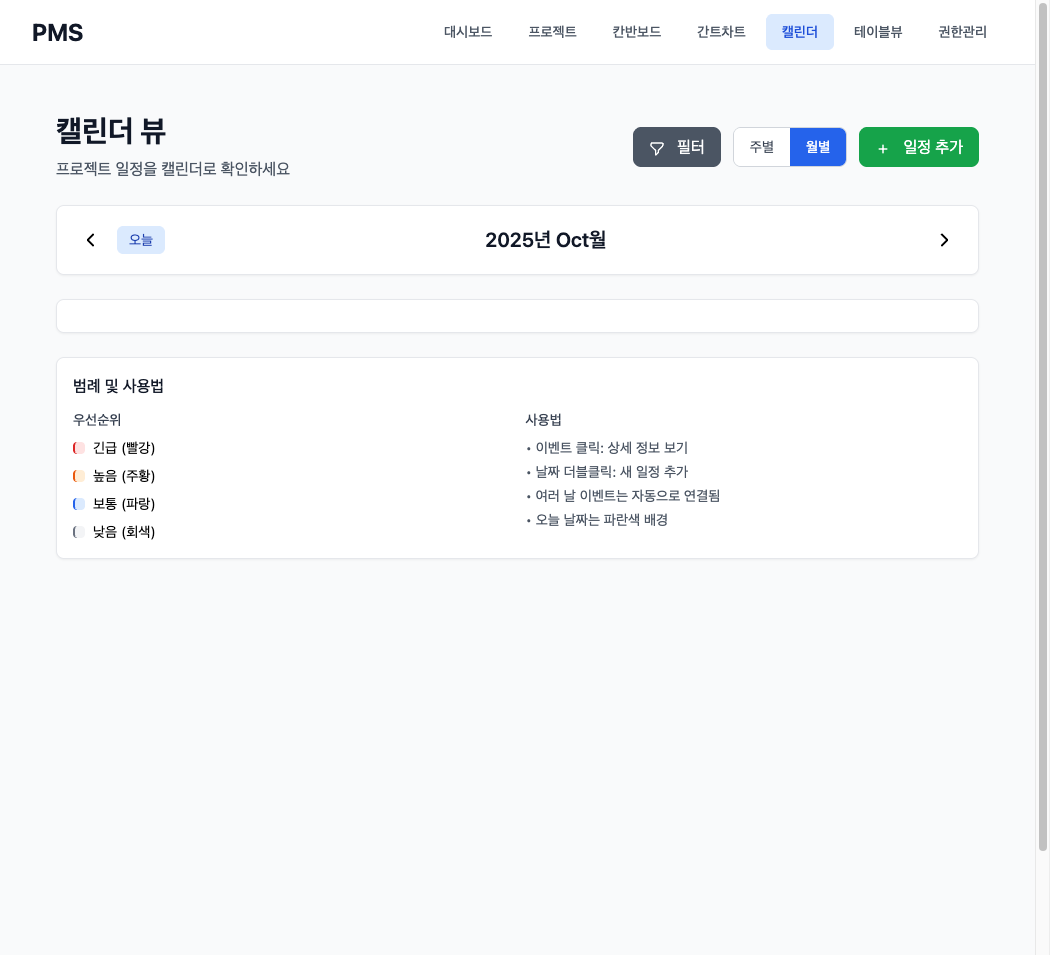 PMS
대시보드 프로젝트 칸반보드 간트차트 캘린더 테이블뷰 권한관리
캘린더 뷰
프로젝트 일정을 캘린더로 확인하세요
필터 주별 월별 + 일정 추가
오늘 2025년 Oct월
범례 및 사용법
우선순위
긴급 (빨강)
높음 (주황)
보통 (파랑)
낮음 (회색)
사용법
• 이벤트 클릭: 상세 정보 보기
• 날짜 더블클릭: 새 일정 추가
• 여러 날 이벤트는 자동으로 연결됨
• 오늘 날짜는 파란색 배경